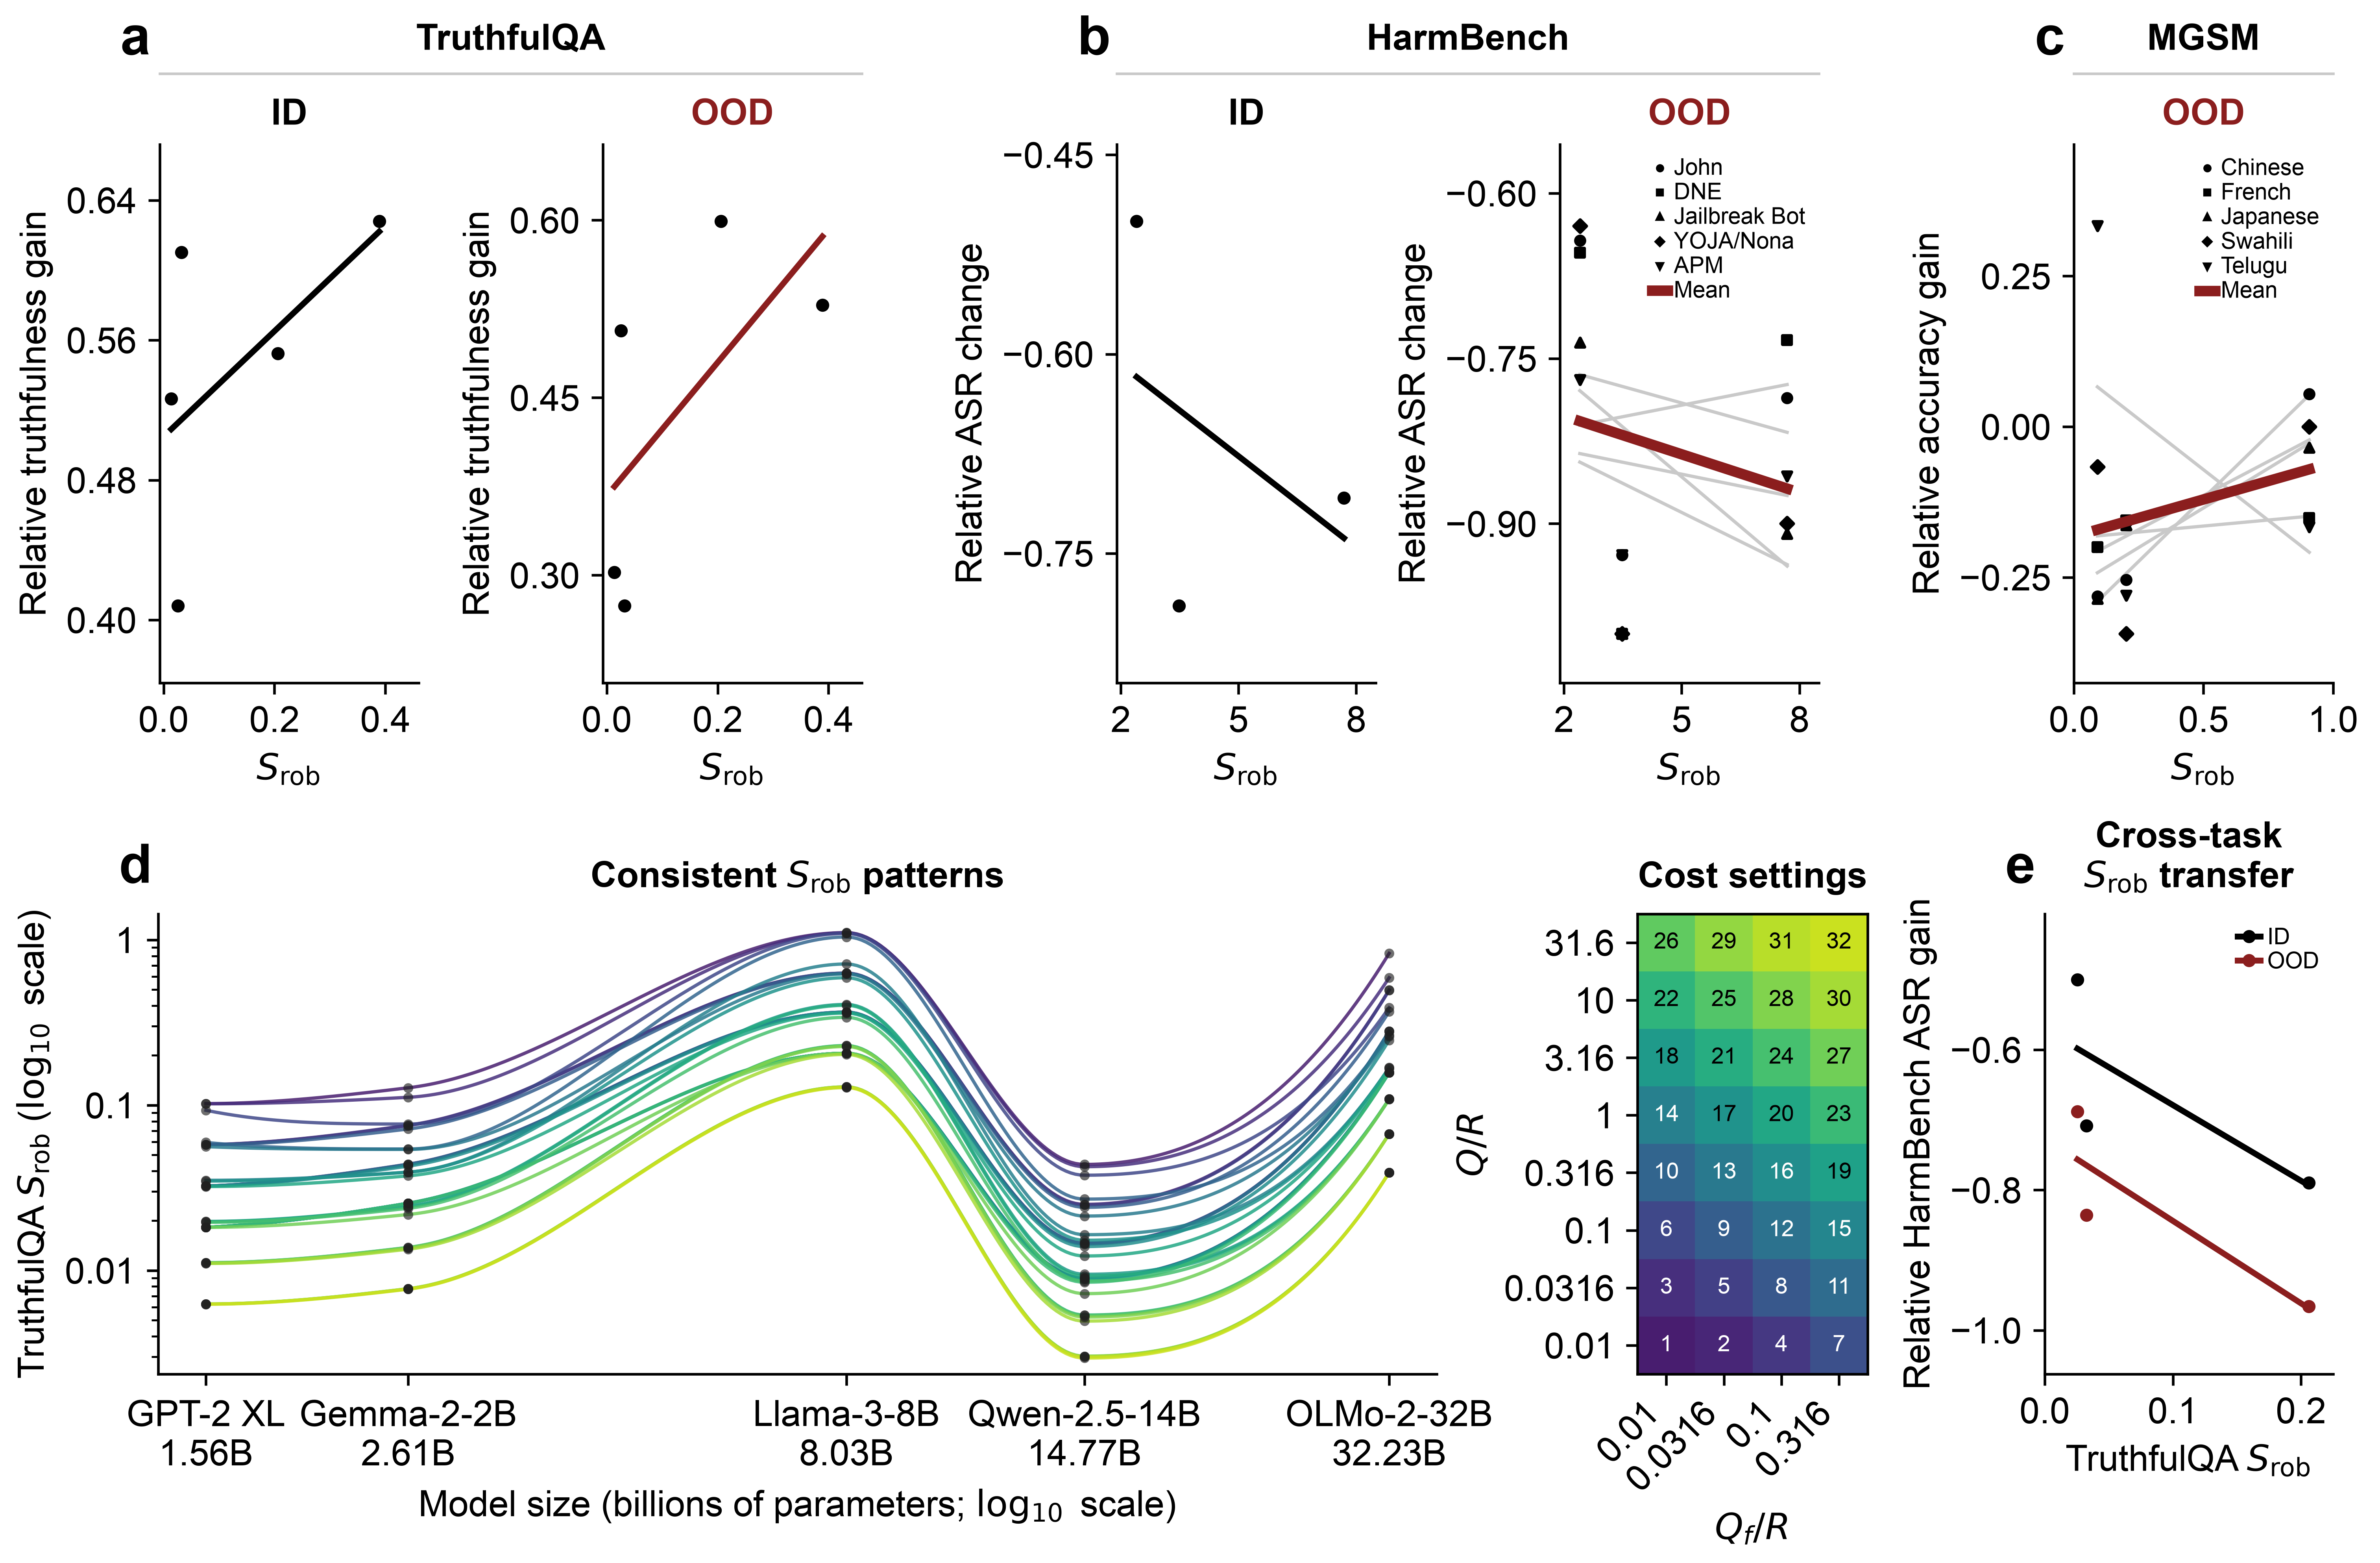 a
TruthfulQA
ID
Relative truthfulness gain
0.64
0.56
0.48
0.40
0.0 0.2 0.4
S_rob
OOD
Relative truthfulness gain
0.60
0.45
0.30
0.0 0.2 0.4
S_rob
b
HarmBench
ID
Relative ASR change
−0.45
−0.60
−0.75
2 5 8
S_rob
OOD
Relative ASR change
−0.60
−0.75
−0.90
John
DNE
Jailbreak Bot
YOJA/Nona
APM
Mean
2 5 8
S_rob
c
MGSM
OOD
Relative accuracy gain
0.25
0.00
−0.25
Chinese
French
Japanese
Swahili
Telugu
Mean
0.0 0.5 1.0
S_rob
d
Consistent S_rob patterns
TruthfulQA S_rob (log10 scale)
1
0.1
0.01
GPT-2 XL Gemma-2-2B Llama-3-8B Qwen-2.5-14B OLMo-2-32B
1.56B 2.61B 8.03B 14.77B 32.23B
Model size (billions of parameters; log10 scale)
Cost settings
Q/R
31.6 26 29 31 32
10 22 25 28 30
3.16 18 21 24 27
1 14 17 20 23
0.316 10 13 16 19
0.1 6 9 12 15
0.0316 3 5 8 11
0.01 1 2 4 7
0.01 0.0316 0.1 0.316
Q_f/R
e
Cross-task
S_rob transfer
Relative HarmBench ASR gain
ID
OOD
−0.6
−0.8
−1.0
0.0 0.1 0.2
TruthfulQA S_rob